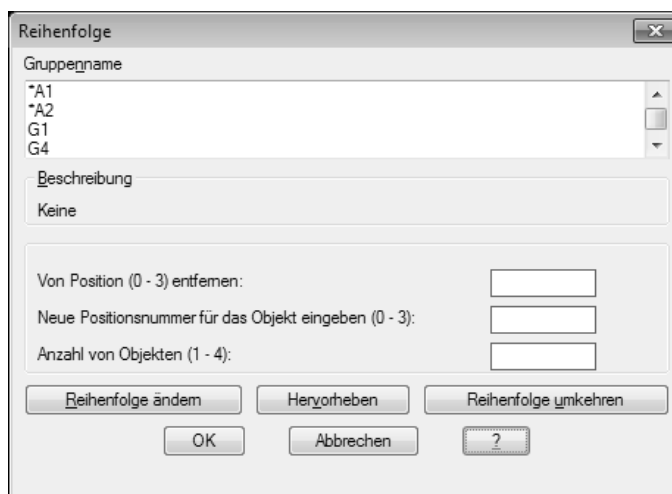 Reihenfolge
Gruppenname
*A1
*A2
G1
G4
Beschreibung
Keine
Von Position (0 - 3) entfernen:
Neue Positionsnummer für das Objekt eingeben (0 - 3):
Anzahl von Objekten (1 - 4):
Reihenfolge ändern Hervorheben Reihenfolge umkehren
OK Abbrechen ?